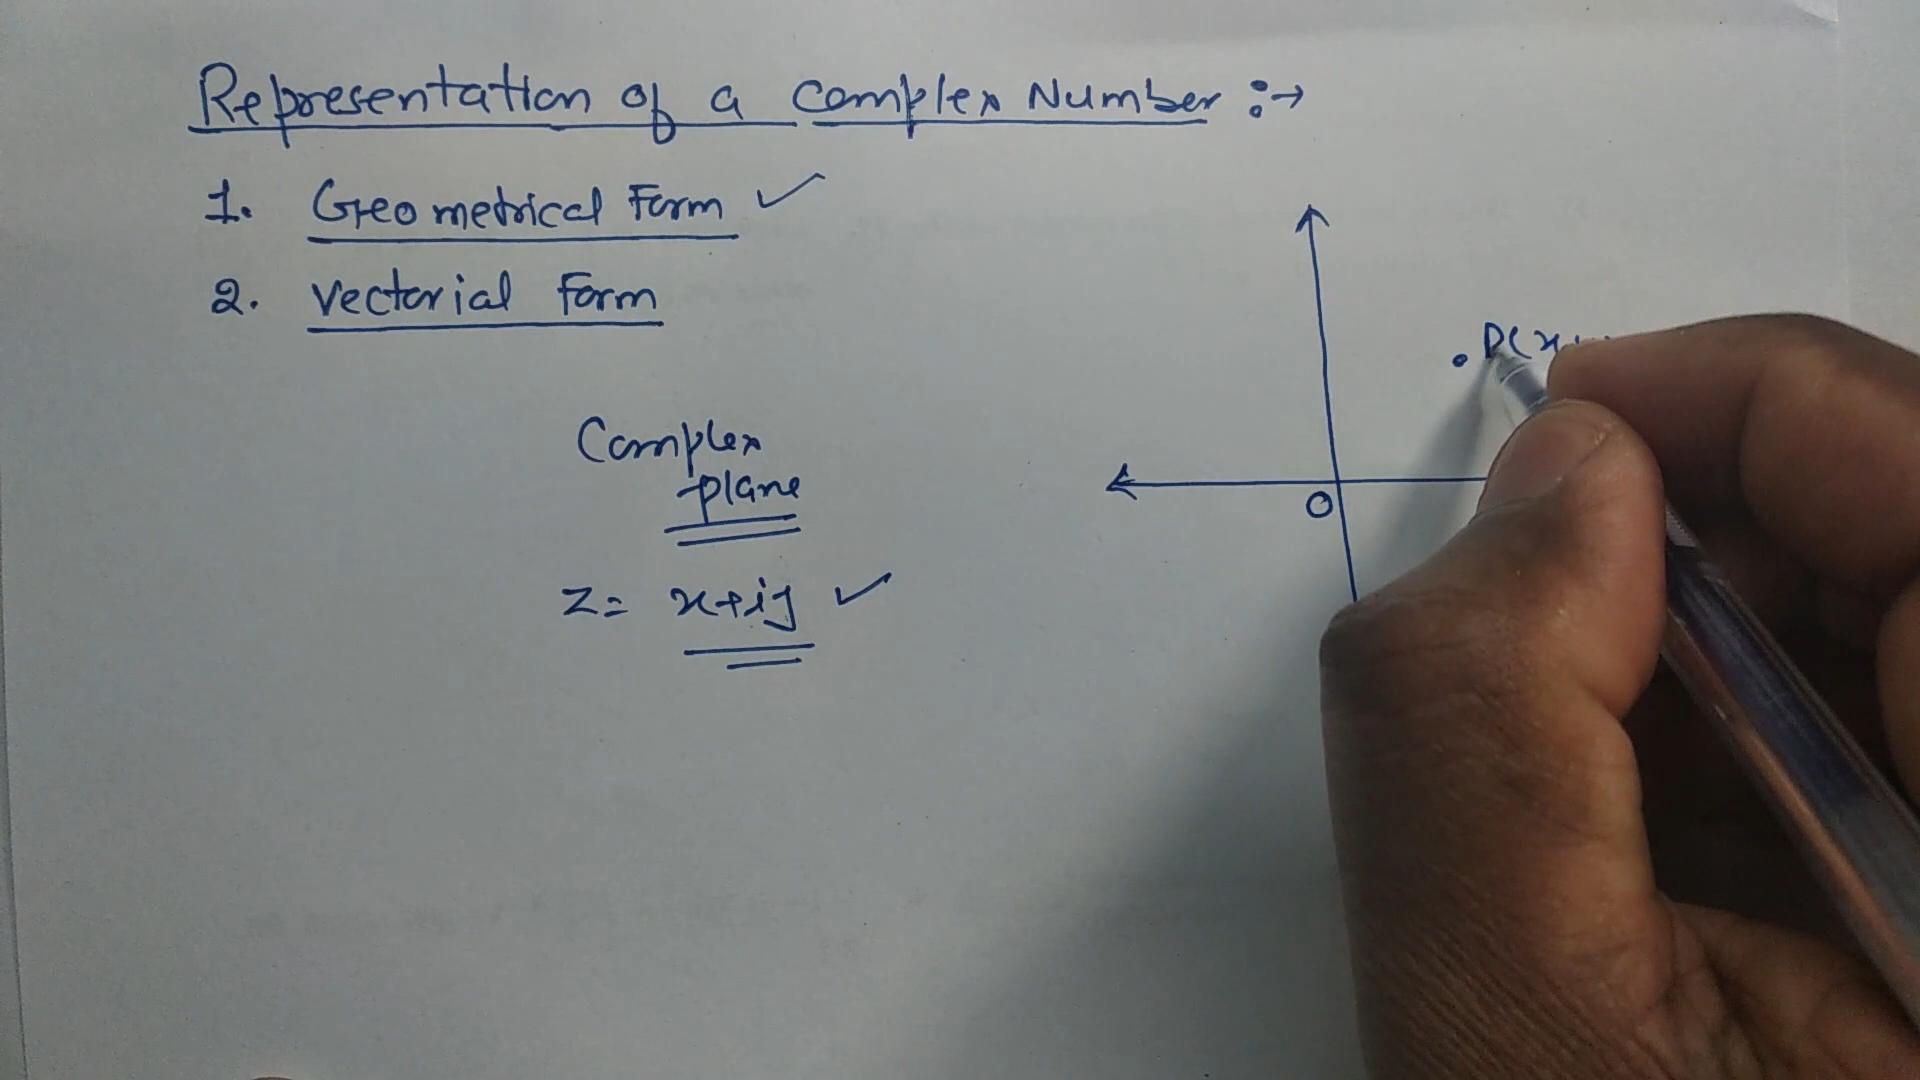 Representation of a Complex Number :→
1. Geometrical Form ✓
2. Vectorial Form
Complex
plane
z = x+iy ✓
P(x
O